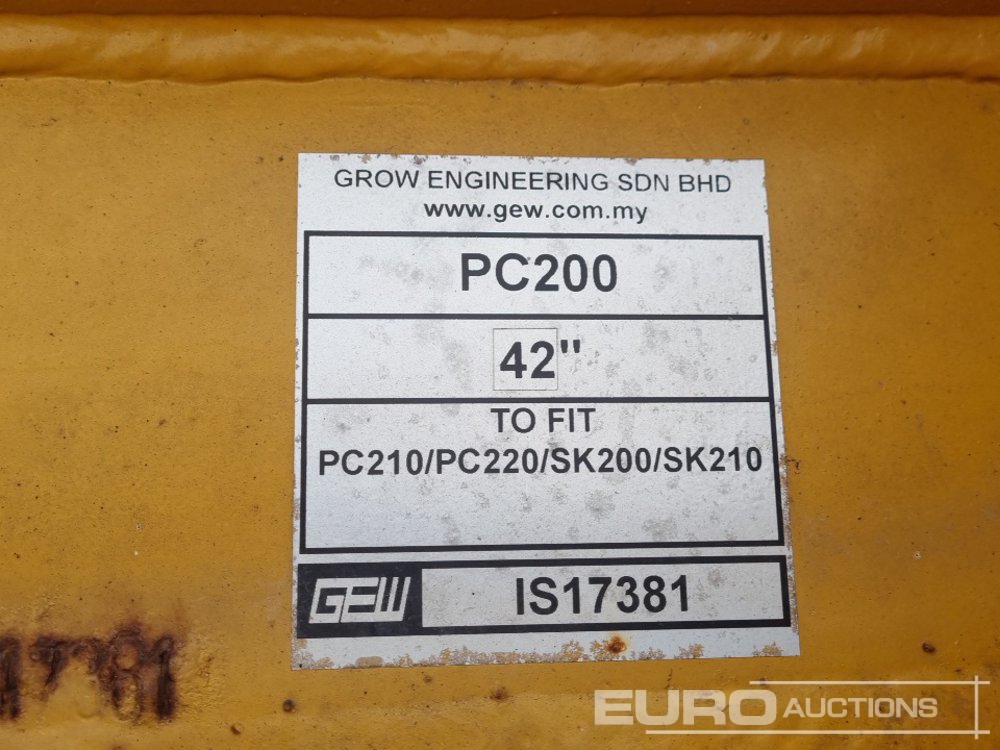 GROW ENGINEERING SDN BHD
www.gew.com.my
PC200
42"
TO FIT
PC210/PC220/SK200/SK210
GEW IS17381
17381
EURO AUCTIONS